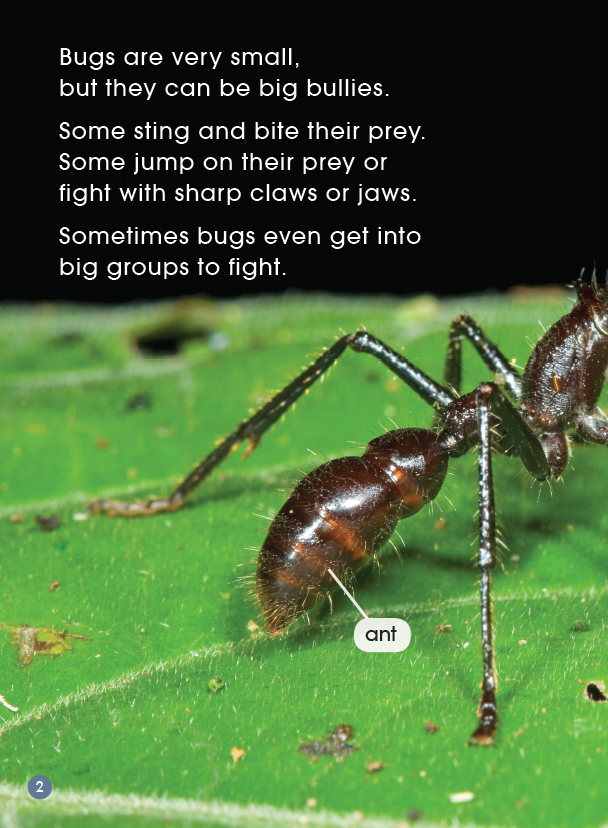 Bugs are very small,
but they can be big bullies.
Some sting and bite their prey.
Some jump on their prey or
fight with sharp claws or jaws.
Sometimes bugs even get into
big groups to fight.
ant
2